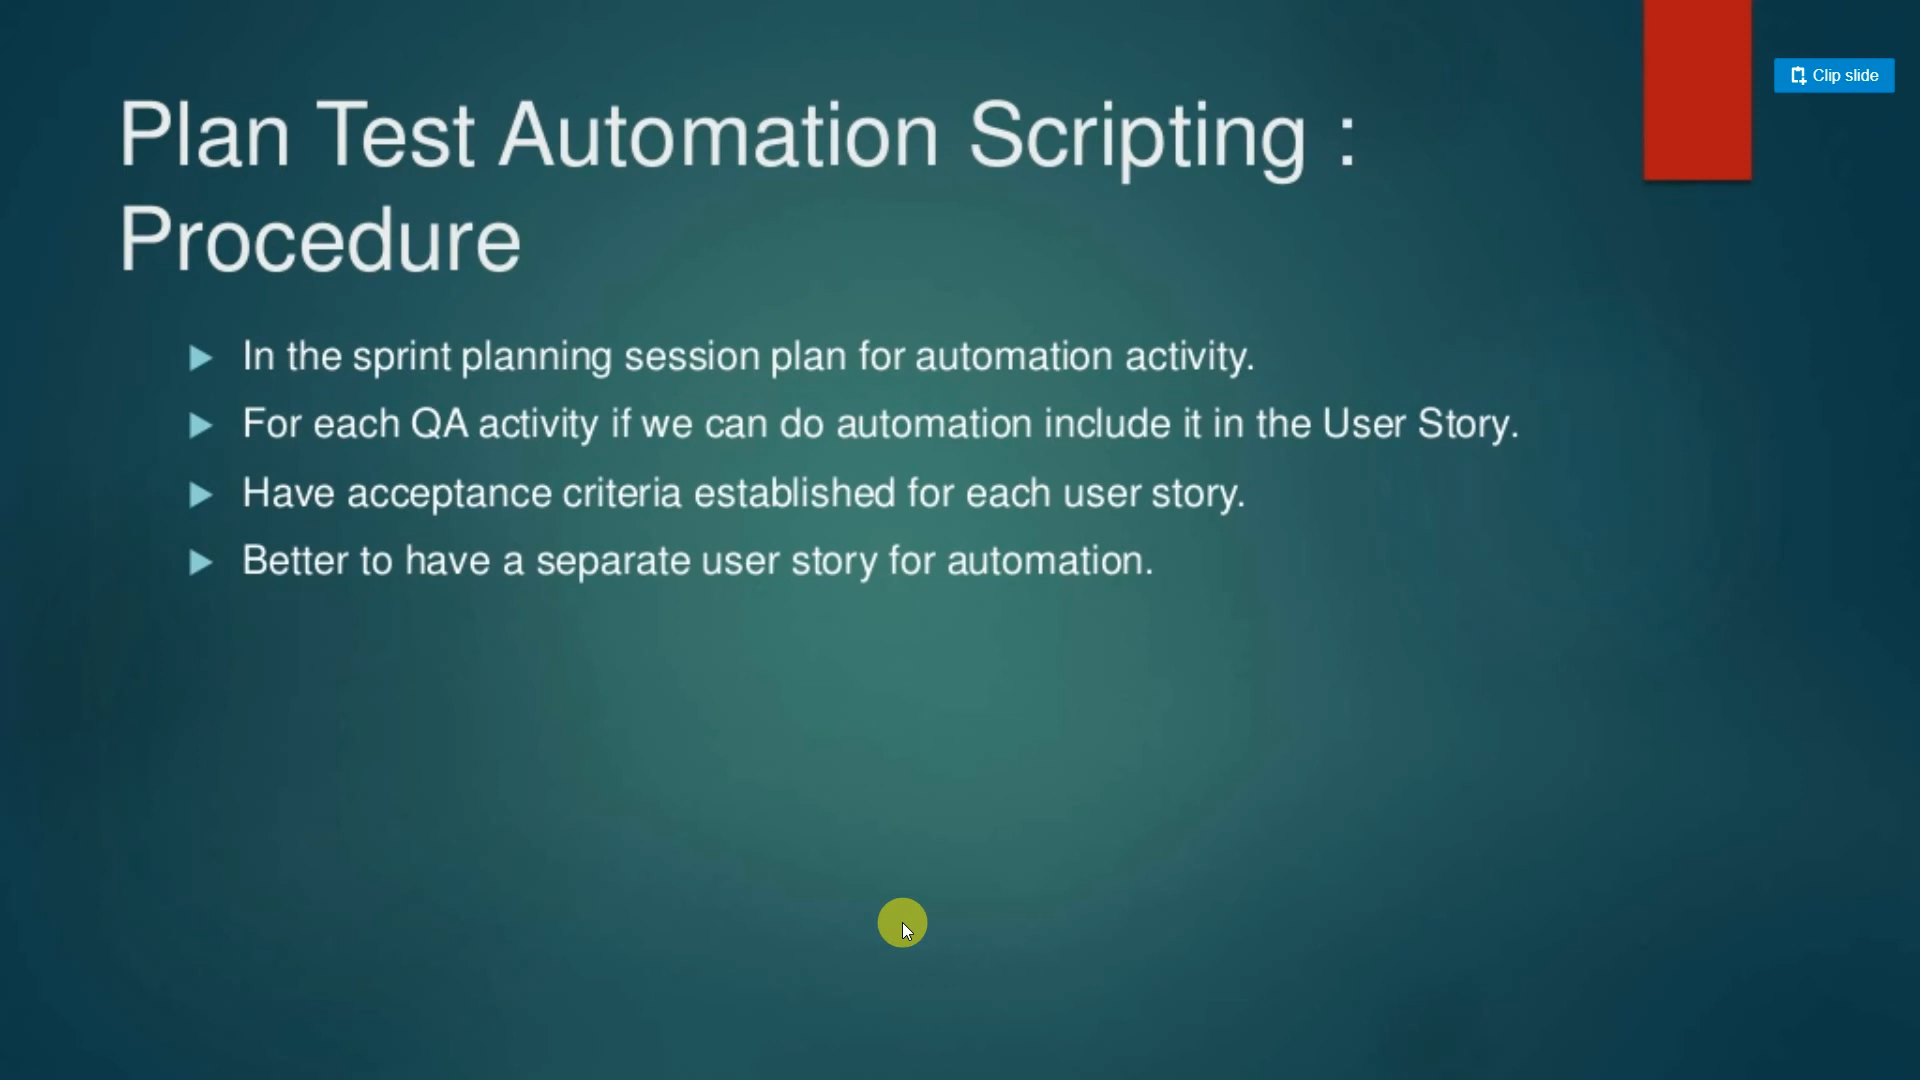 Clip slide
Plan Test Automation Scripting :
Procedure
In the sprint planning session plan for automation activity.
For each QA activity if we can do automation include it in the User Story.
Have acceptance criteria established for each user story.
Better to have a separate user story for automation.